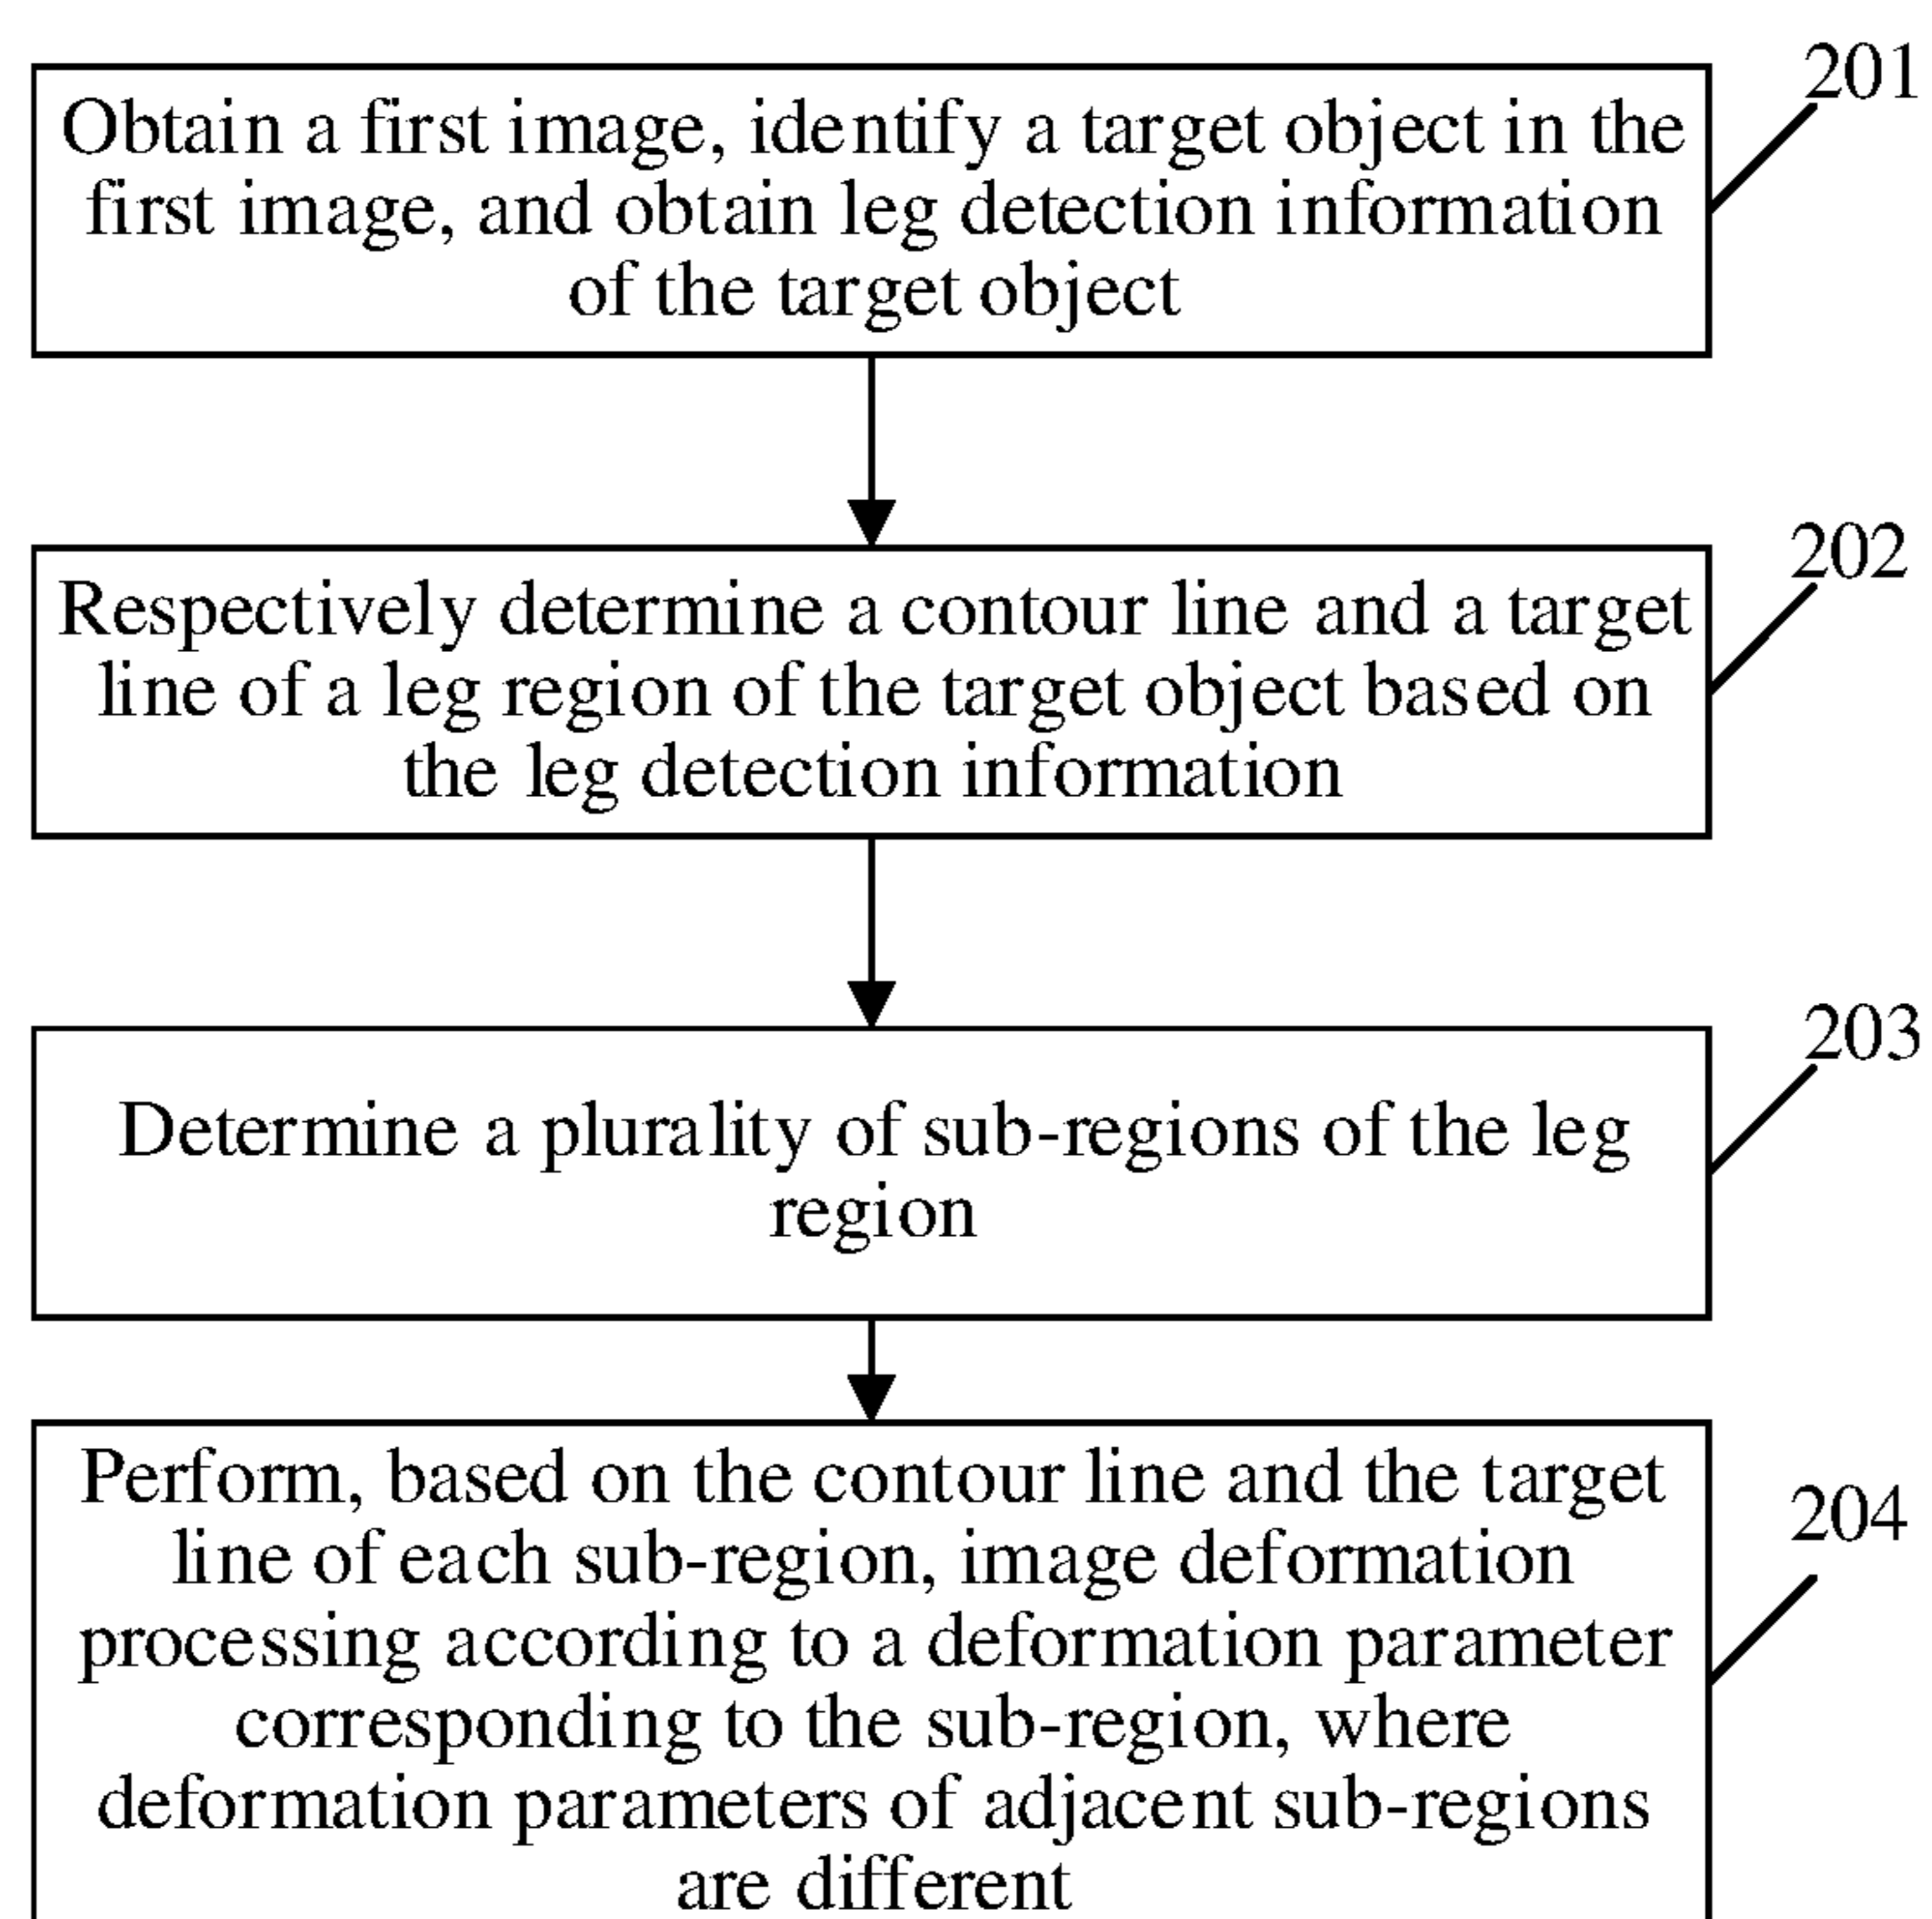 201
Obtain a first image, identify a target object in the
first image, and obtain leg detection information
of the target object
202
Respectively determine a contour line and a target
line of a leg region of the target object based on
the leg detection information
203
Determine a plurality of sub-regions of the leg
region
204
Perform, based on the contour line and the target
line of each sub-region, image deformation
processing according to a deformation parameter
corresponding to the sub-region, where
deformation parameters of adjacent sub-regions
are different